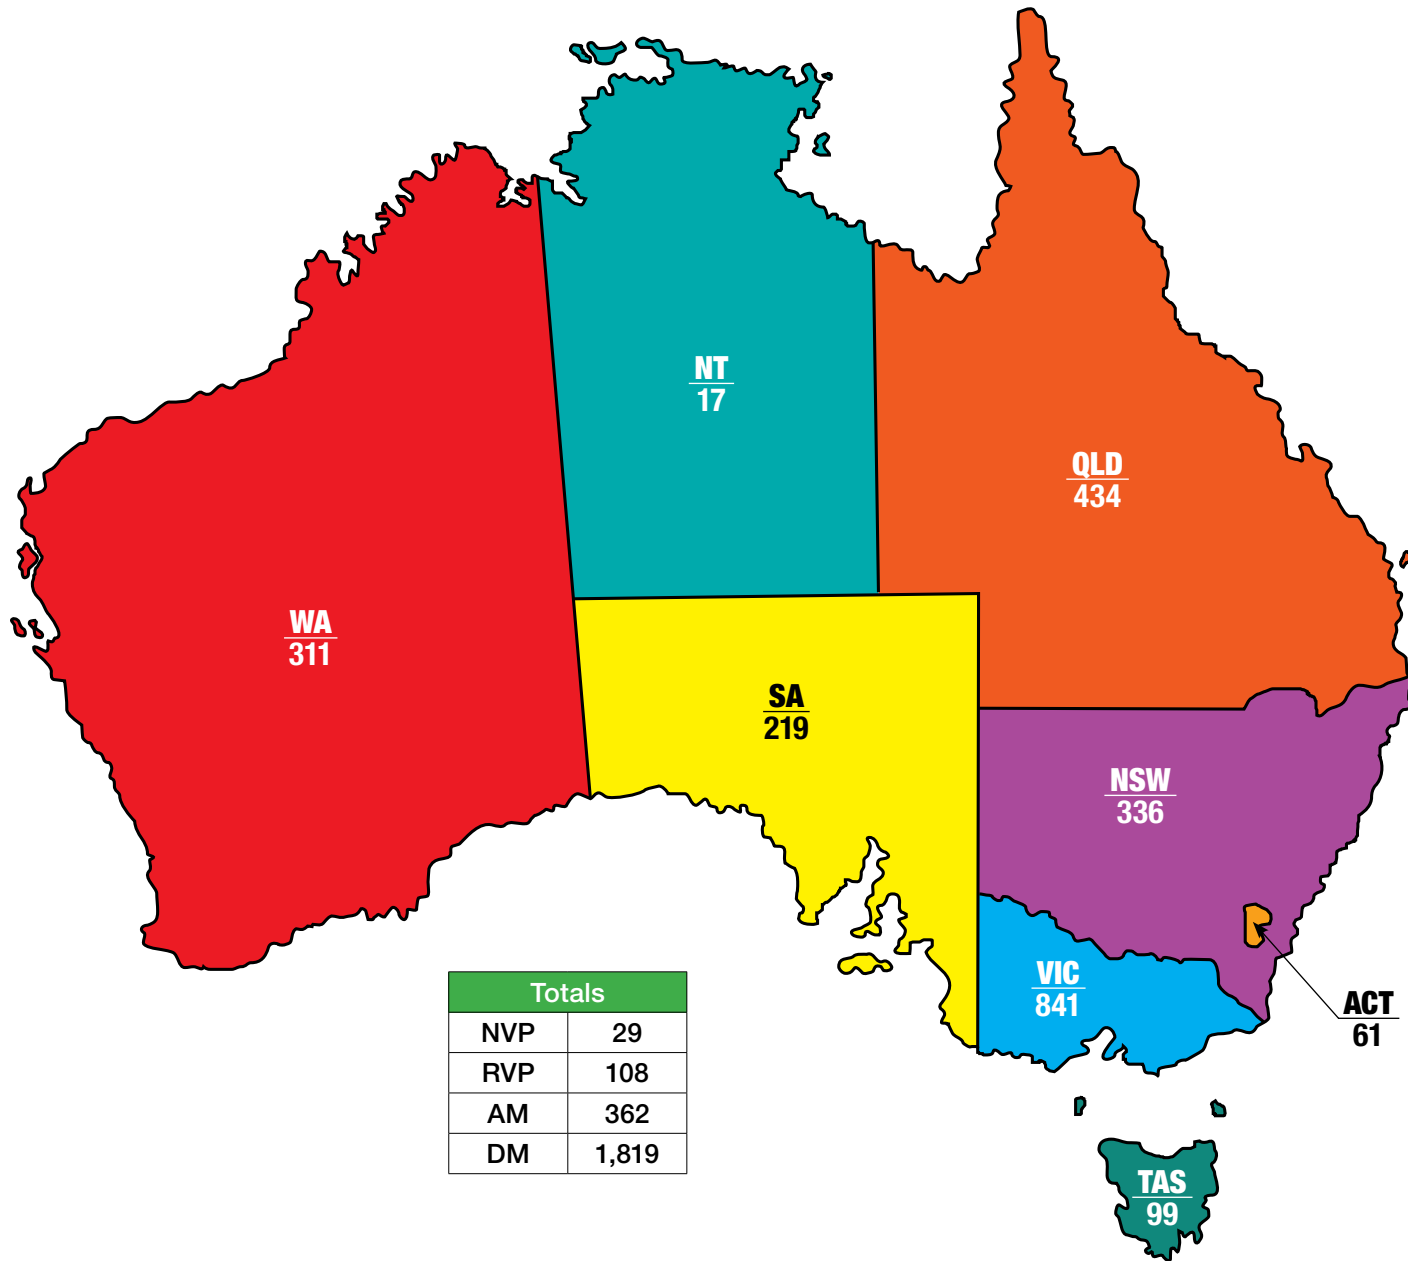 NT
17
QLD
434
WA
311
SA
219
NSW
336
VIC
841
ACT
61
Totals
NVP 29
RVP 108
AM 362
DM 1,819
TAS
99